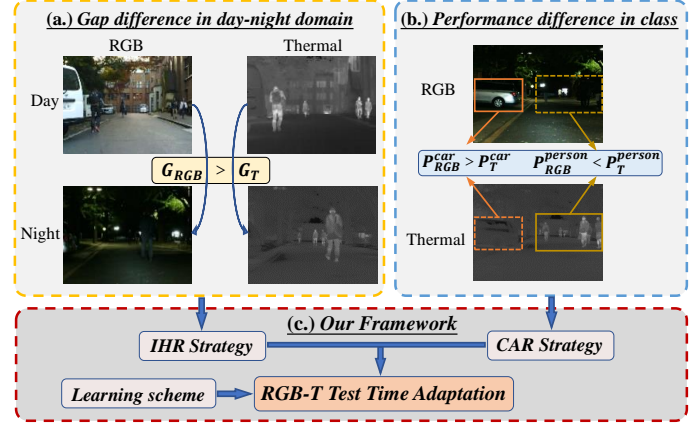 (a.) Gap difference in day-night domain
RGB
Thermal
Day
G_RGB > G_T
Night
(b.) Performance difference in class
RGB
P_RGB^car > P_T^car P_RGB^person < P_T^person
Thermal
(c.) Our Framework
IHR Strategy
CAR Strategy
Learning scheme
RGB-T Test Time Adaptation